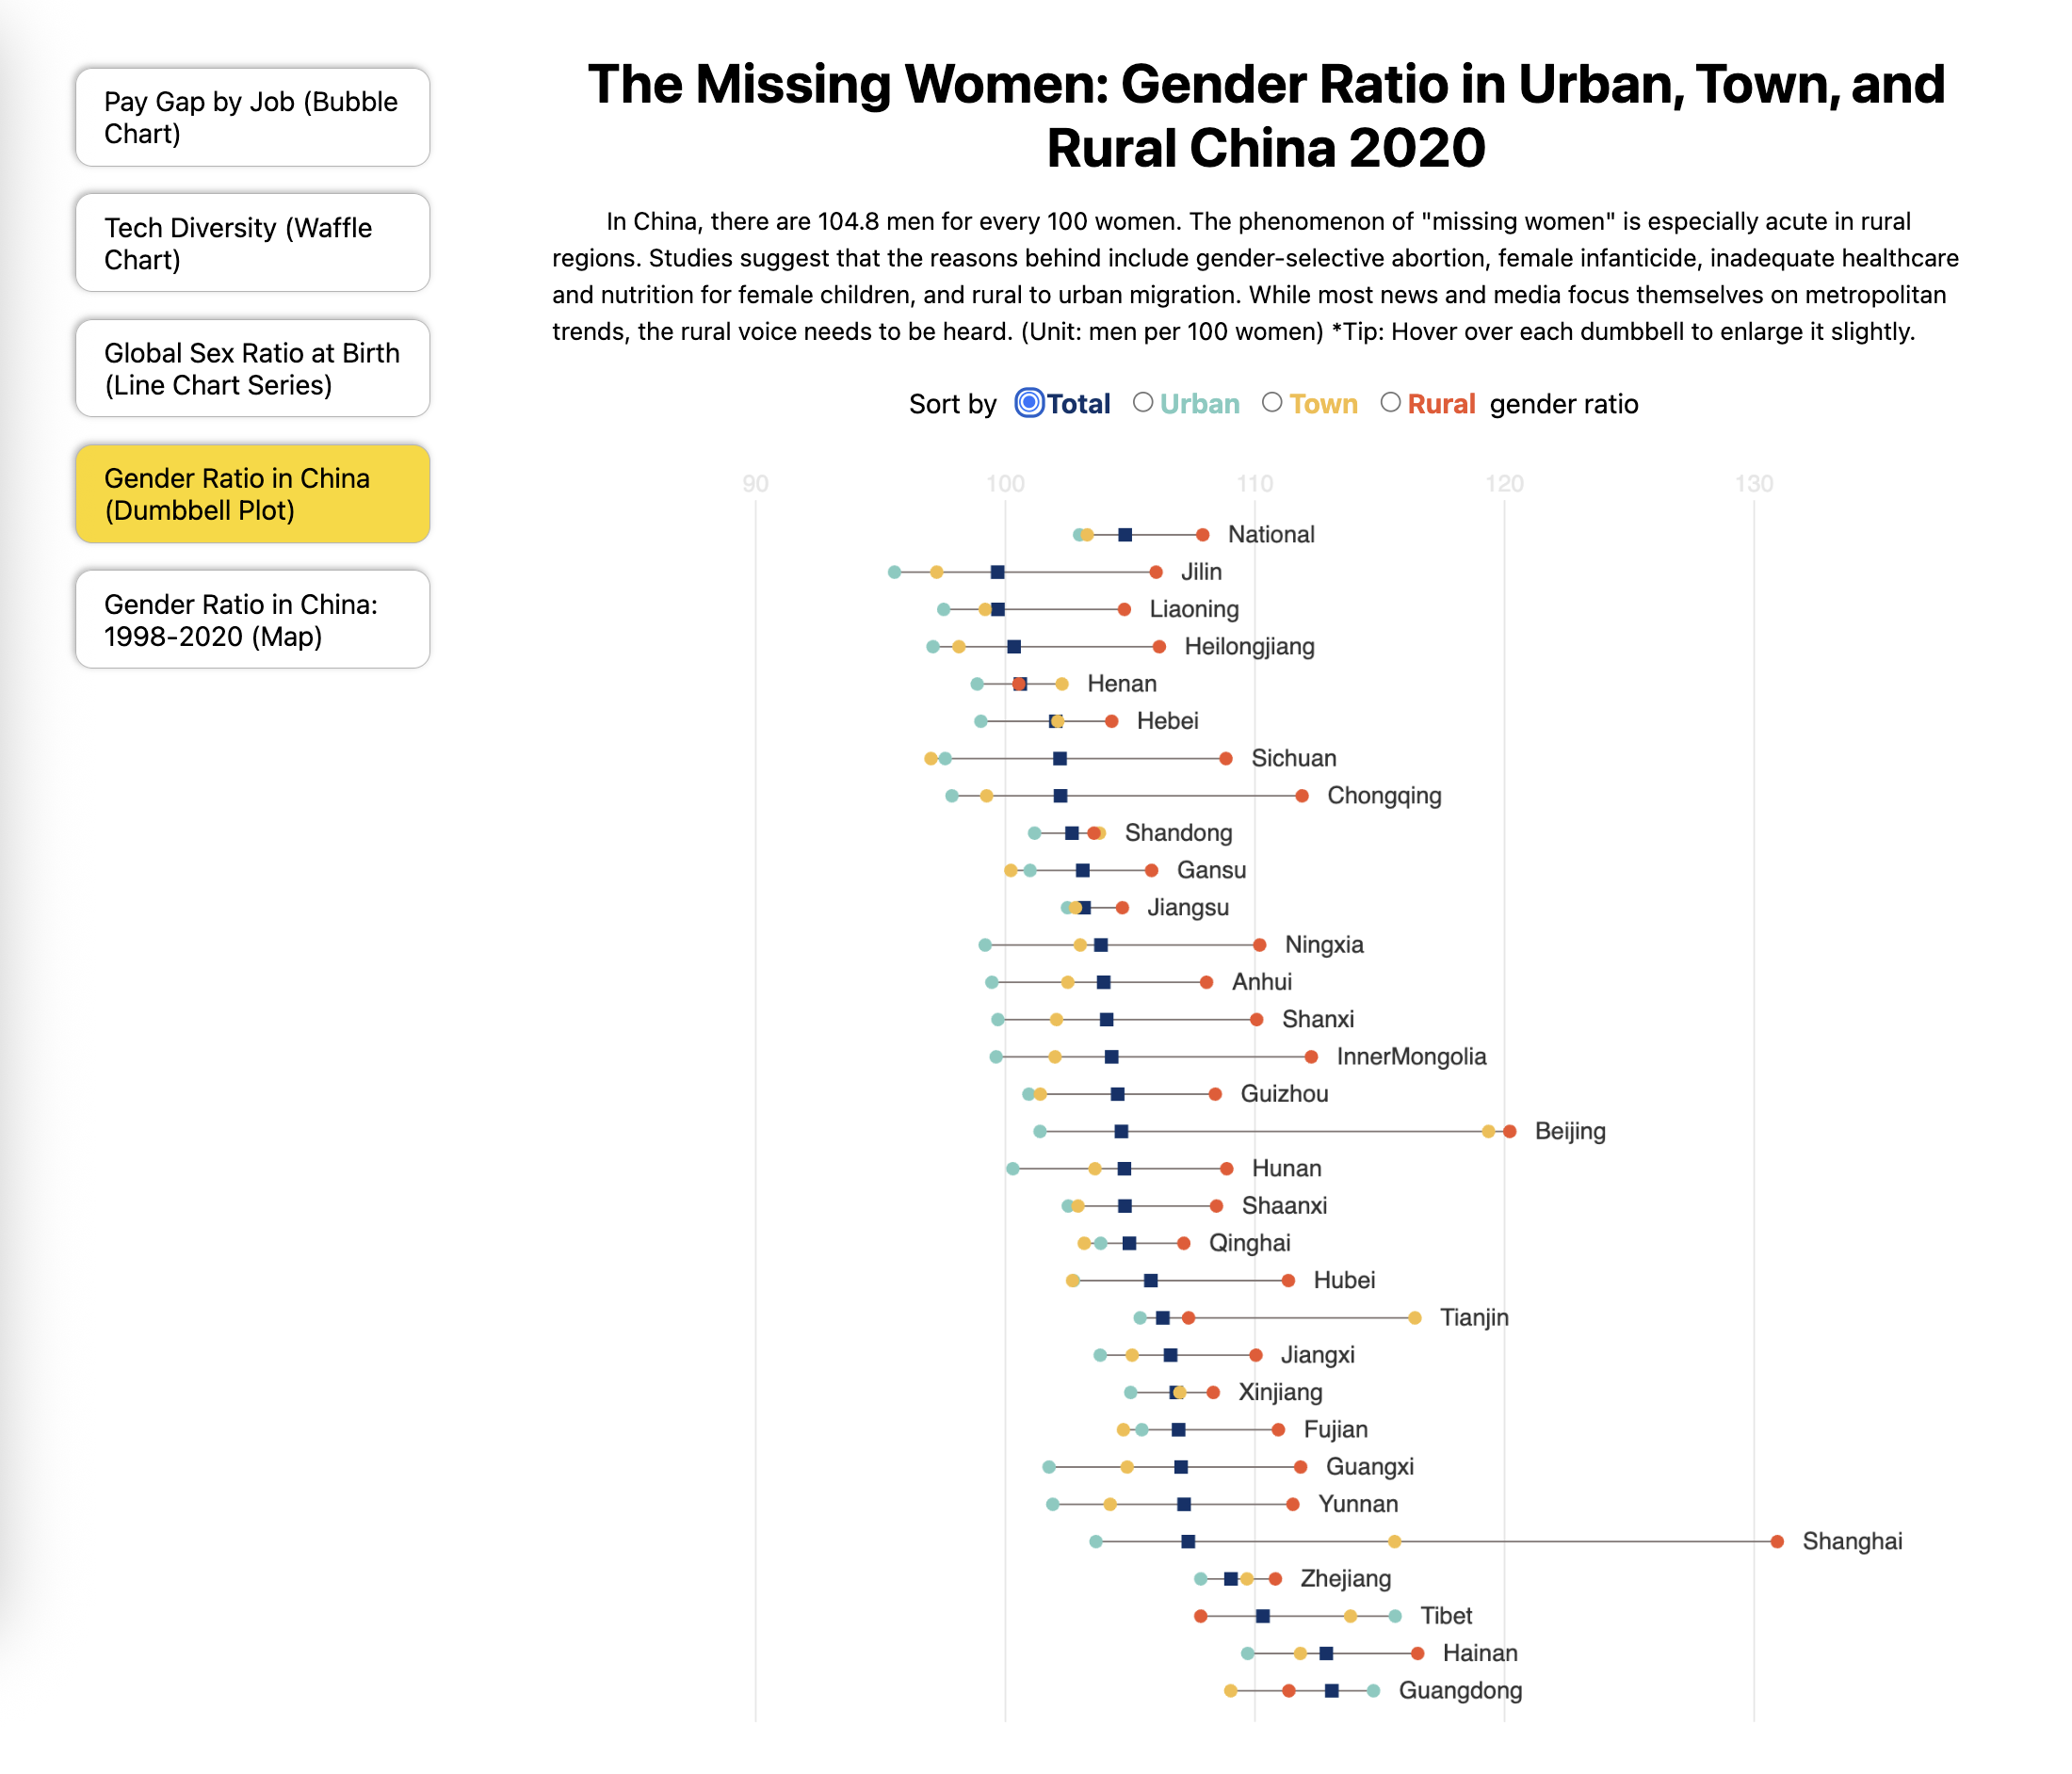 Pay Gap by Job (Bubble
Chart)
Tech Diversity (Waffle
Chart)
Global Sex Ratio at Birth
(Line Chart Series)
Gender Ratio in China
(Dumbbell Plot)
Gender Ratio in China:
1998-2020 (Map)
The Missing Women: Gender Ratio in Urban, Town, and
Rural China 2020
In China, there are 104.8 men for every 100 women. The phenomenon of "missing women" is especially acute in rural
regions. Studies suggest that the reasons behind include gender-selective abortion, female infanticide, inadequate healthcare
and nutrition for female children, and rural to urban migration. While most news and media focus themselves on metropolitan
trends, the rural voice needs to be heard. (Unit: men per 100 women) *Tip: Hover over each dumbbell to enlarge it slightly.
Sort by Total Urban Town Rural gender ratio
90 100 110 120 130
National
Jilin
Liaoning
Heilongjiang
Henan
Hebei
Sichuan
Chongqing
Shandong
Gansu
Jiangsu
Ningxia
Anhui
Shanxi
InnerMongolia
Guizhou
Beijing
Hunan
Shaanxi
Qinghai
Hubei
Tianjin
Jiangxi
Xinjiang
Fujian
Guangxi
Yunnan
Shanghai
Zhejiang
Tibet
Hainan
Guangdong